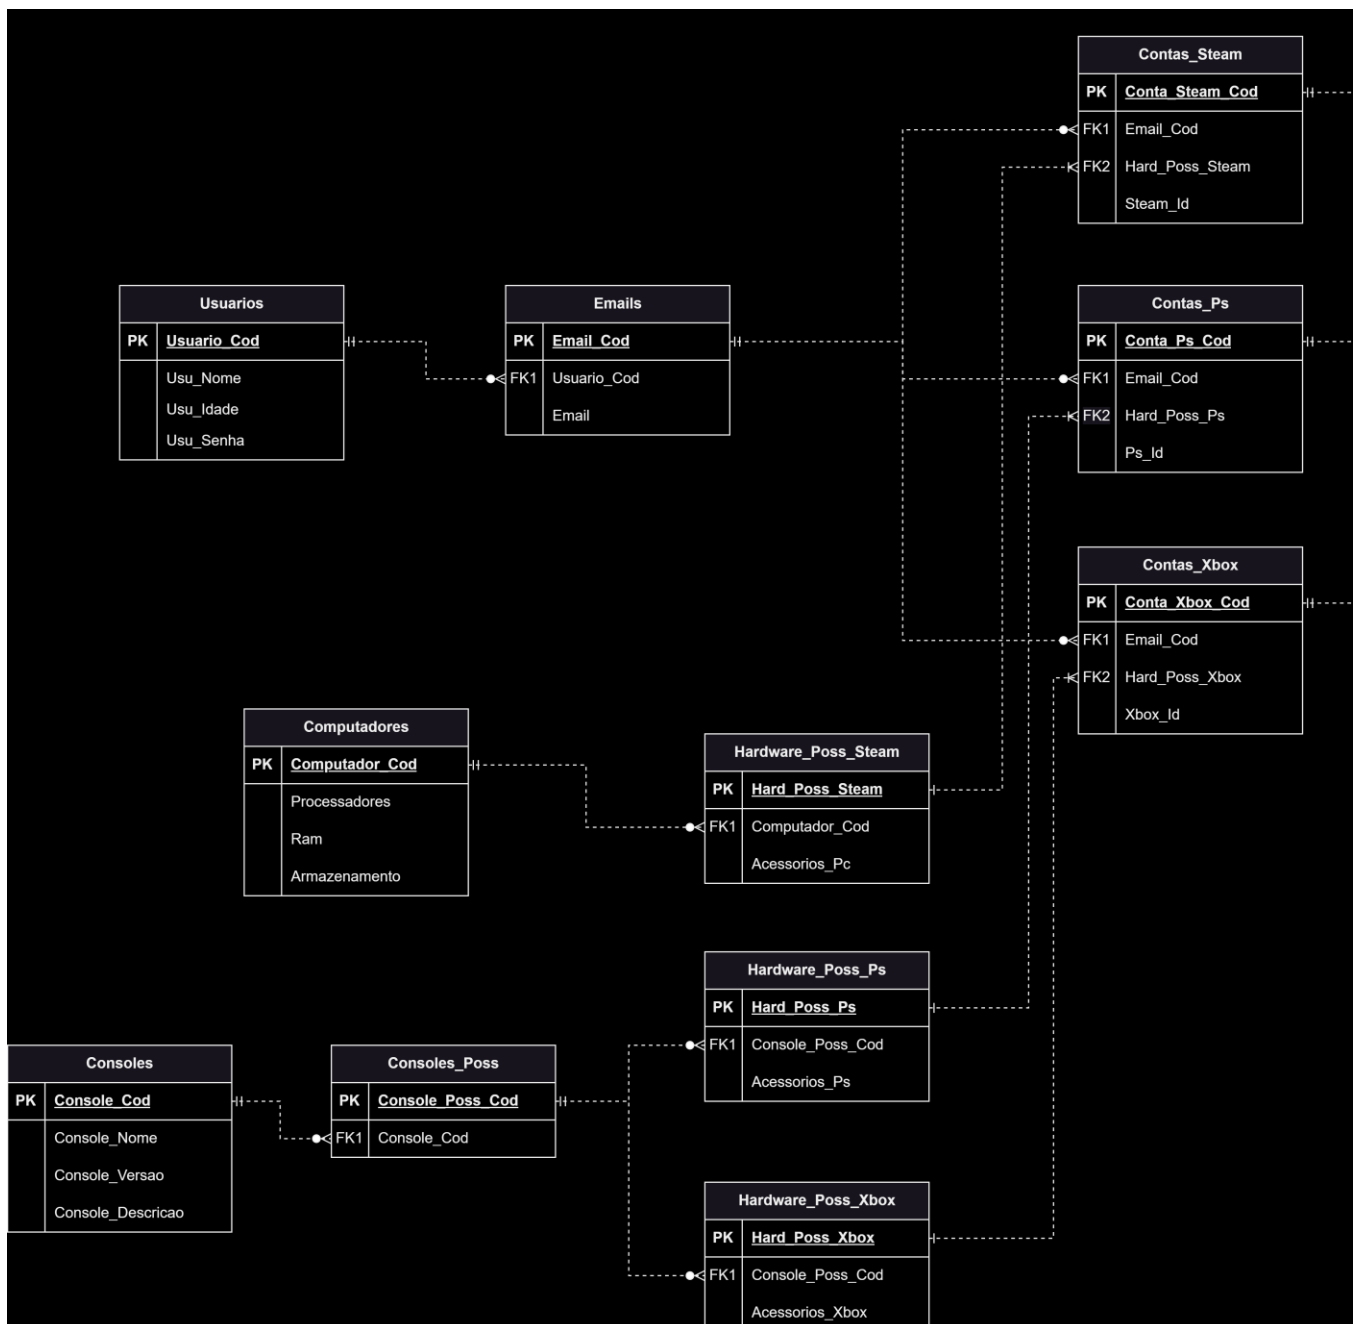 Contas_Steam
PK Conta_Steam_Cod
FK1 Email_Cod
FK2 Hard_Poss_Steam
Steam_Id
Usuarios
PK Usuario_Cod
Usu_Nome
Usu_Idade
Usu_Senha
Emails
PK Email_Cod
FK1 Usuario_Cod
Email
Contas_Ps
PK Conta_Ps_Cod
FK1 Email_Cod
FK2 Hard_Poss_Ps
Ps_Id
Contas_Xbox
PK Conta_Xbox_Cod
FK1 Email_Cod
FK2 Hard_Poss_Xbox
Xbox_Id
Computadores
PK Computador_Cod
Processadores
Ram
Armazenamento
Hardware_Poss_Steam
PK Hard_Poss_Steam
FK1 Computador_Cod
Acessorios_Pc
Hardware_Poss_Ps
PK Hard_Poss_Ps
FK1 Console_Poss_Cod
Acessorios_Ps
Consoles
PK Console_Cod
Console_Nome
Console_Versao
Console_Descricao
Consoles_Poss
PK Console_Poss_Cod
FK1 Console_Cod
Hardware_Poss_Xbox
PK Hard_Poss_Xbox
FK1 Console_Poss_Cod
Acessorios_Xbox